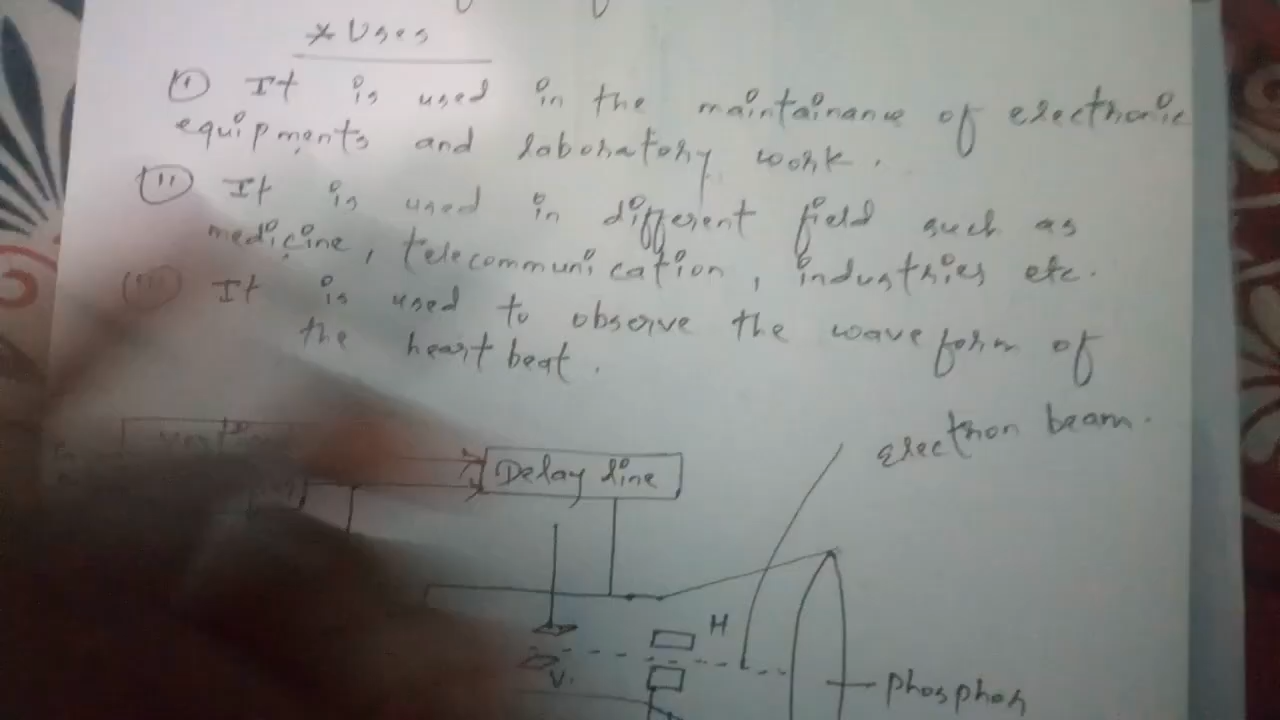 * Uses
(i) It is used in the maintainance of electronic
equipments and laboratory work.
(ii) It is used in different field such as
medicine, telecommunication, industries etc.
(iii) It is used to observe the wave form of
the heart beat.
electron beam.
Delay line
H
V.
phosphor